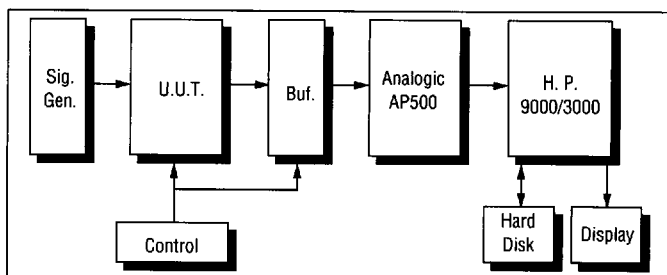 Sig.
Gen.
U.U.T.
Buf.
Analogic
AP500
H. P.
9000/3000
Control
Hard
Disk
Display